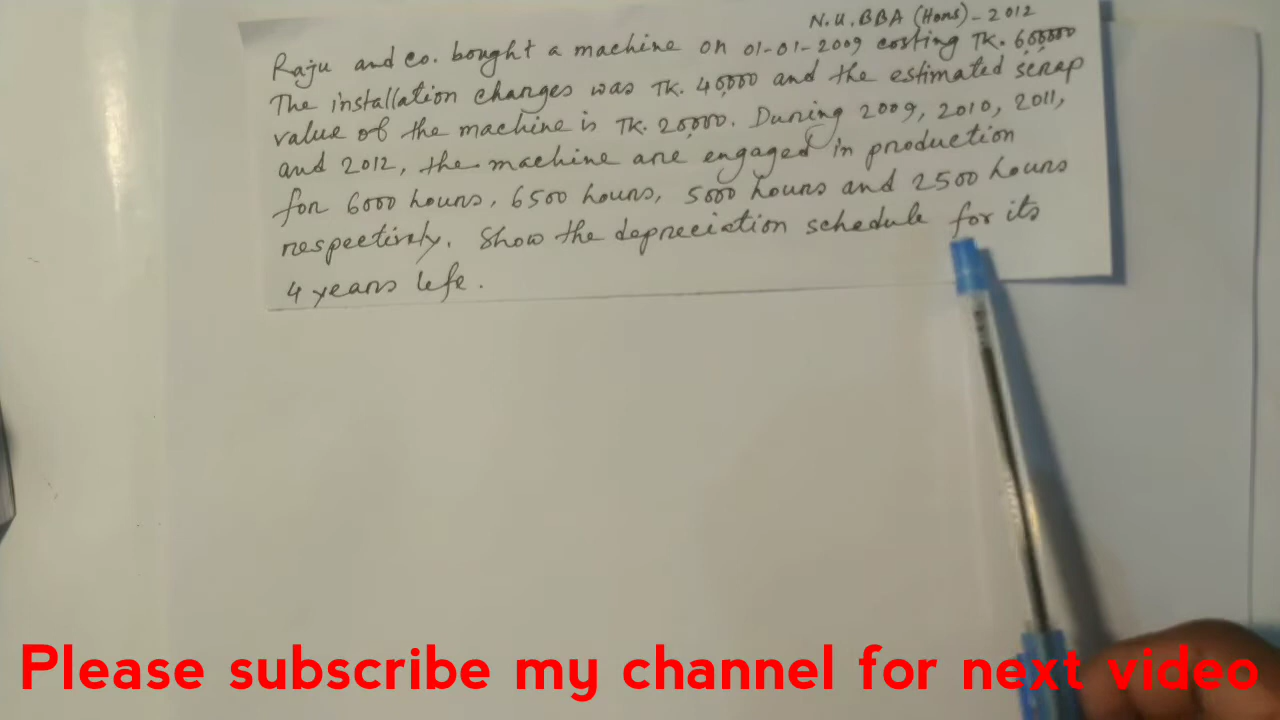 N.U.BBA (Hons)-2012
Raju and co. bought a machine on 01-01-2009 costing TK. 6,00,000
The installation charges was TK. 40,000 and the estimated scrap
value of the machine is TK. 20,000. During 2009, 2010, 2011,
and 2012, the machine are engaged in production
for 6000 hours, 6500 hours, 5000 hours and 2500 hours
respectively. Show the depreciation schedule for its
4 years life.
Please subscribe my channel for next video